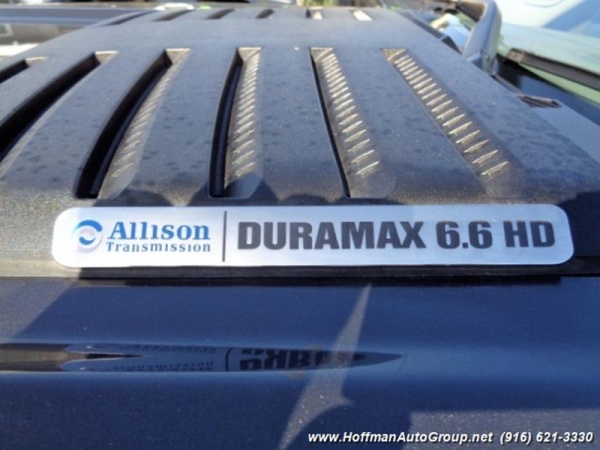 Allison
Transmission
DURAMAX 6.6 HD
www.HoffmanAutoGroup.net (916) 621-3330